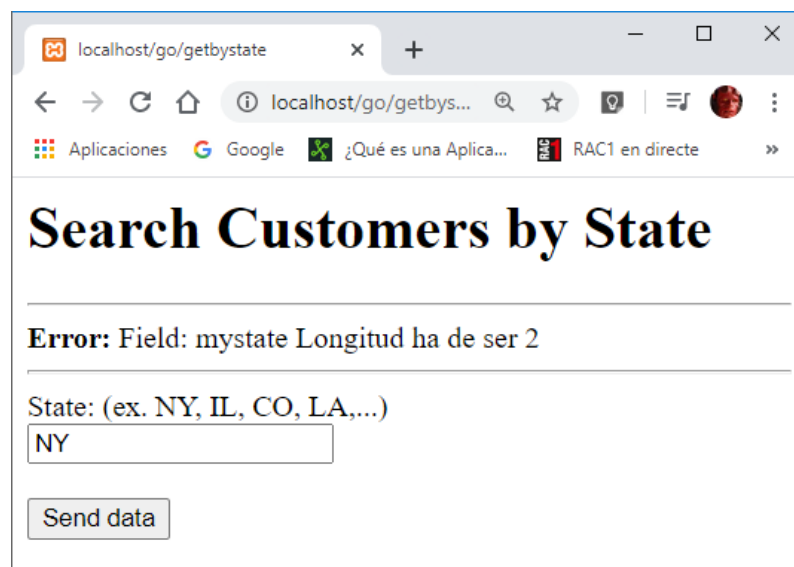 localhost/go/getbystate
localhost/go/getbys...
Aplicaciones Google ¿Qué es una Aplica... RAC1 RAC1 en directe
Search Customers by State
Error: Field: mystate Longitud ha de ser 2
State: (ex. NY, IL, CO, LA,...)
NY
Send data